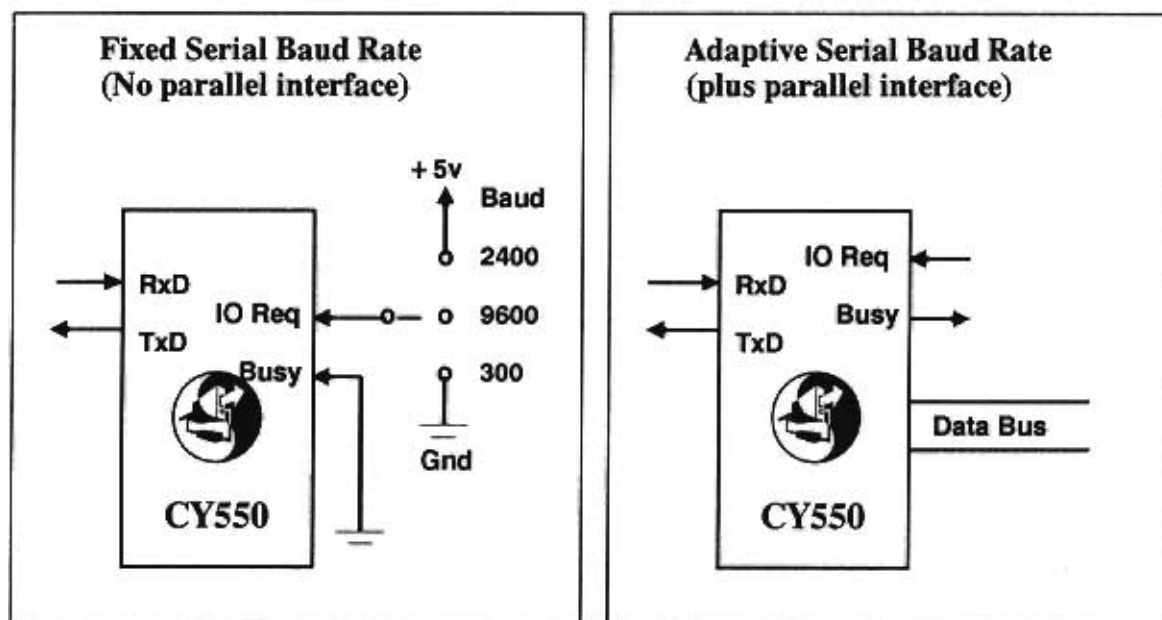 Fixed Serial Baud Rate
(No parallel interface)
+ 5v
Baud
2400
RxD
IO Req
9600
TxD
Busy
300
Gnd
CY550
Adaptive Serial Baud Rate
(plus parallel interface)
IO Req
RxD
Busy
TxD
Data Bus
CY550